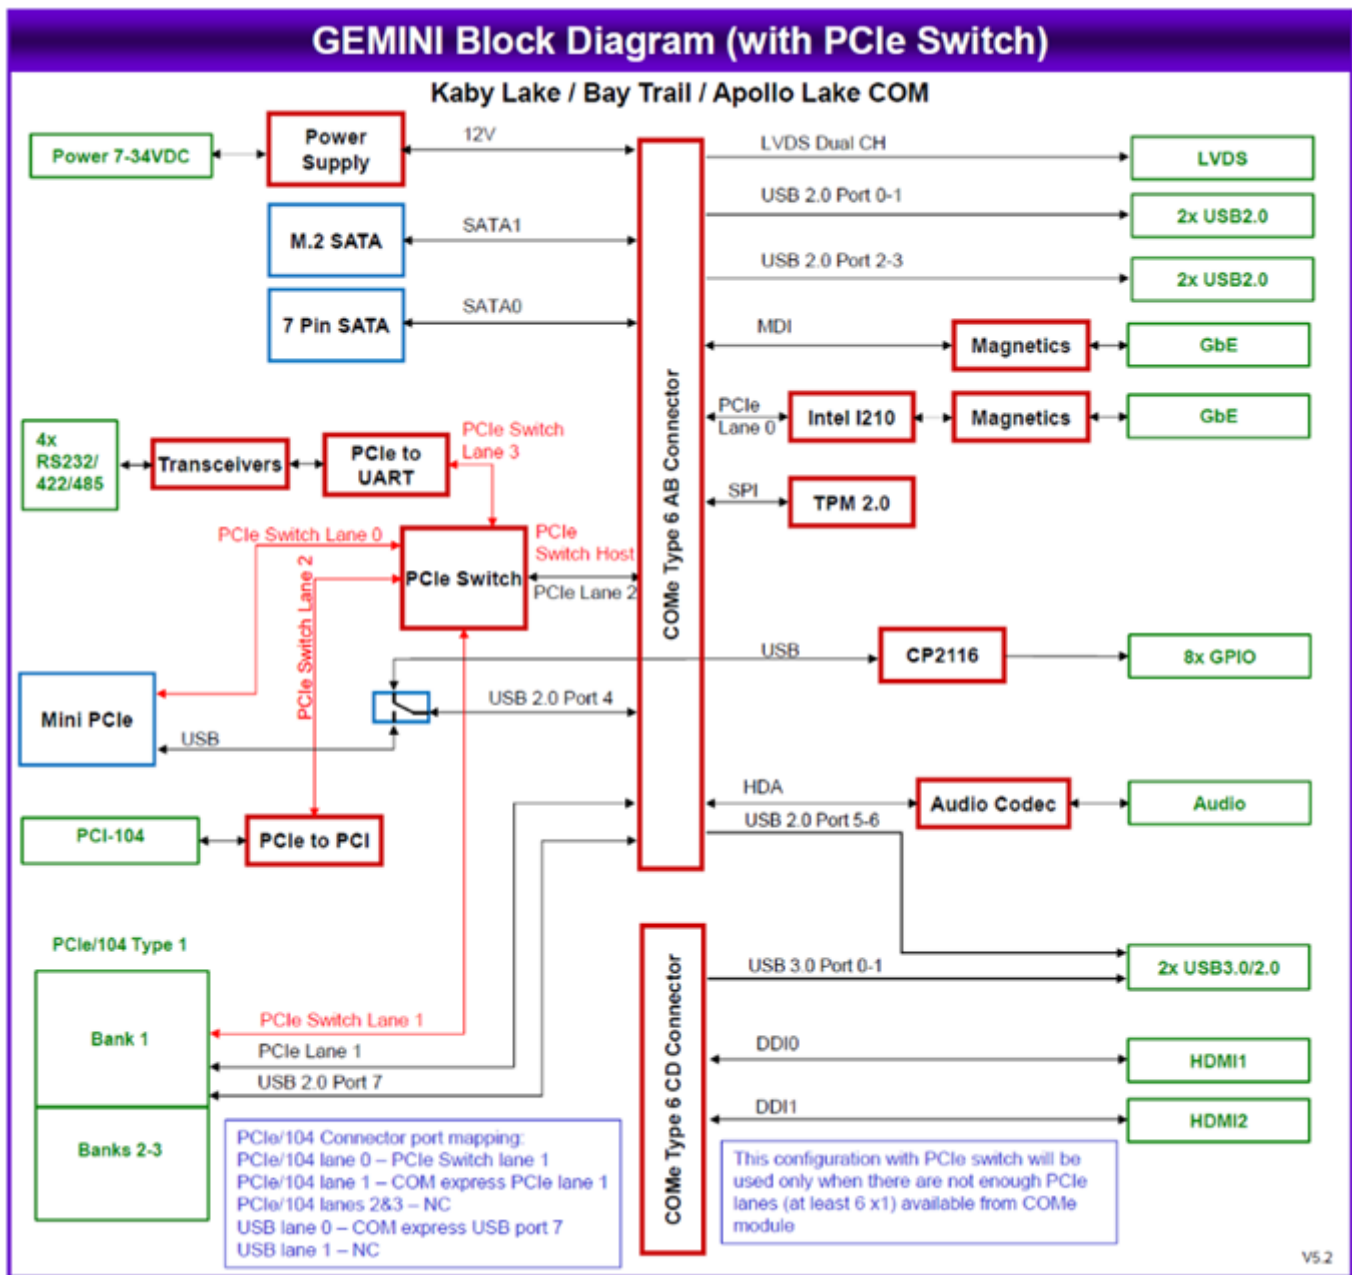 GEMINI Block Diagram (with PCIe Switch)
Kaby Lake / Bay Trail / Apollo Lake COM
Power 7-34VDC
Power
Supply
12V
M.2 SATA
SATA1
7 Pin SATA
SATA0
LVDS Dual CH
LVDS
USB 2.0 Port 0-1
2x USB2.0
USB 2.0 Port 2-3
2x USB2.0
MDI
Magnetics
GbE
PCIe
Lane 0
Intel I210
Magnetics
GbE
SPI
TPM 2.0
COMe Type 6 AB Connector
4x
RS232/
422/485
Transceivers
PCIe to
UART
PCIe Switch
Lane 3
PCIe Switch Lane 0
PCIe Switch Lane 2
PCIe Switch
PCIe
Switch Host
PCIe Lane 2
USB
CP2116
8x GPIO
Mini PCIe
USB
USB 2.0 Port 4
HDA
Audio Codec
Audio
USB 2.0 Port 5-6
PCI-104
PCIe to PCI
PCIe/104 Type 1
Bank 1
Banks 2-3
PCIe Switch Lane 1
PCIe Lane 1
USB 2.0 Port 7
COMe Type 6 CD Connector
USB 3.0 Port 0-1
2x USB3.0/2.0
DDI0
HDMI1
DDI1
HDMI2
PCIe/104 Connector port mapping:
PCIe/104 lane 0 – PCIe Switch lane 1
PCIe/104 lane 1 – COM express PCIe lane 1
PCIe/104 lanes 2&3 – NC
USB lane 0 – COM express USB port 7
USB lane 1 – NC
This configuration with PCIe switch will be
used only when there are not enough PCIe
lanes (at least 6 x1) available from COMe
module
V5.2